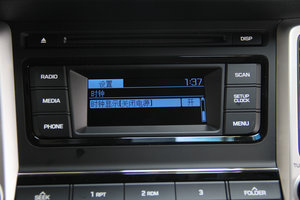 DISP
RADIO
MEDIA
PHONE
设置 1:37
时钟
时钟显示(关闭电源) 开
SCAN
SETUP
CLOCK
MENU
SEEK
1 RPT
2 RDM
3
4
FOLDER